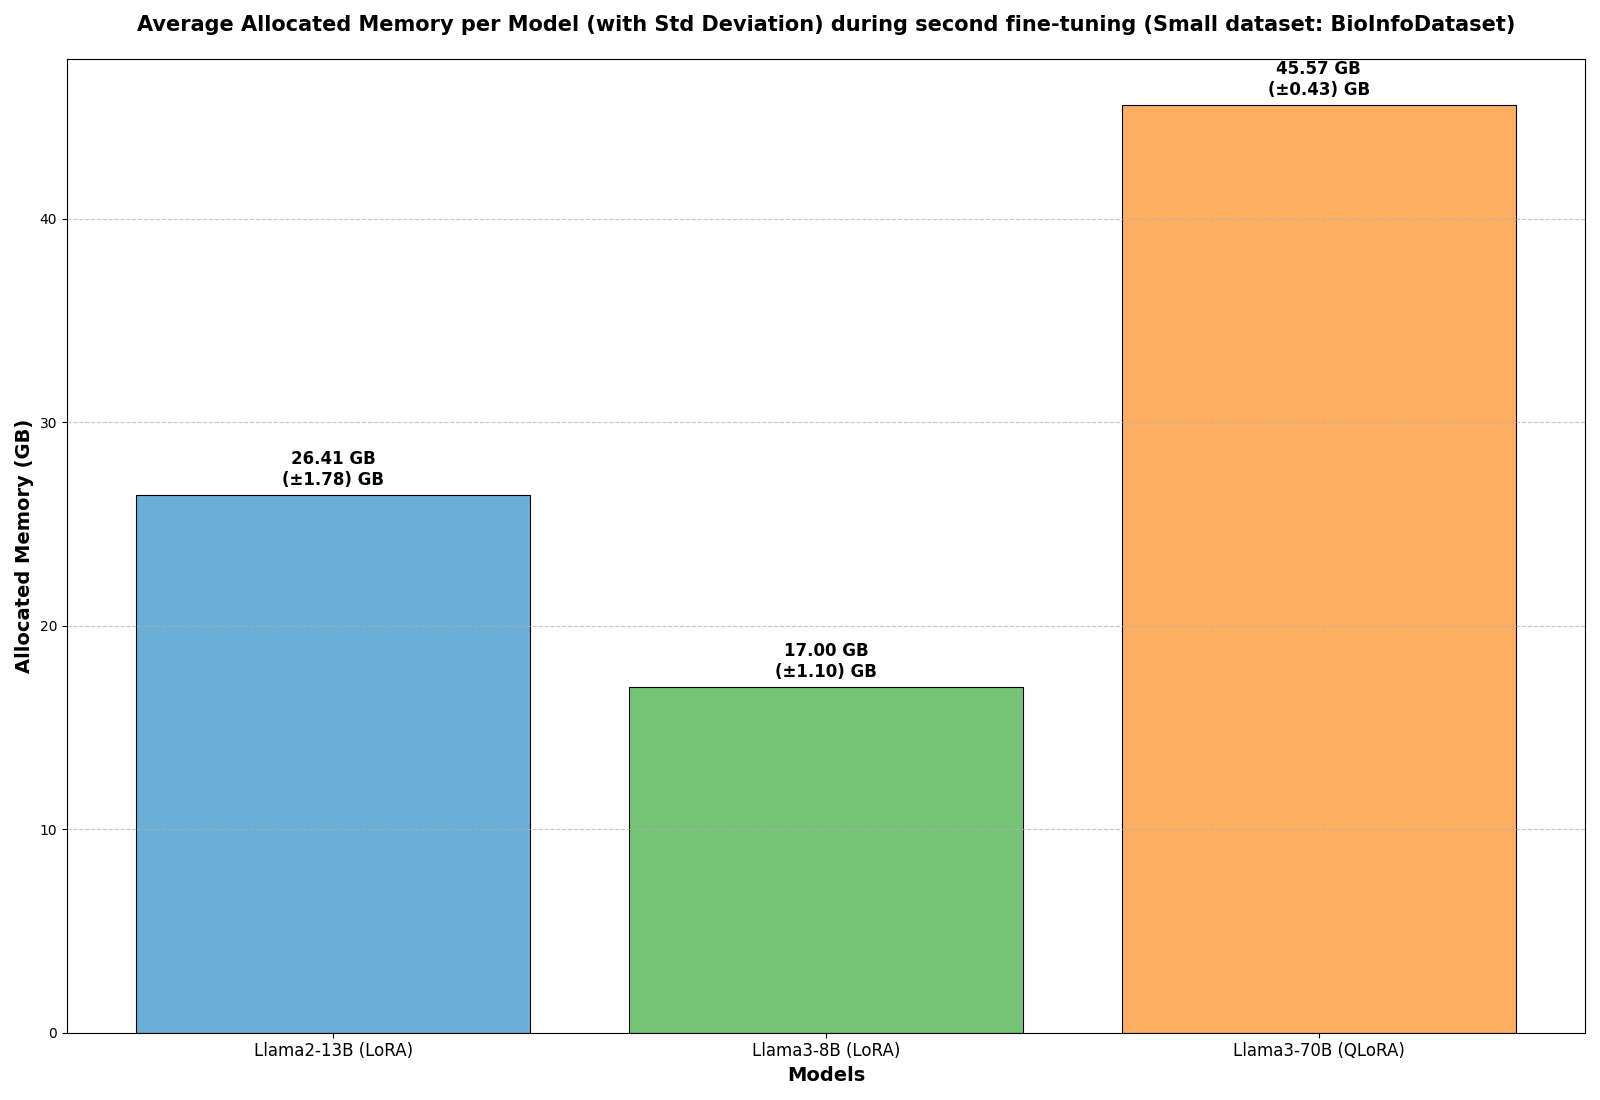 Average Allocated Memory per Model (with Std Deviation) during second fine-tuning (Small dataset: BioInfoDataset)
45.57 GB
(±0.43) GB
40
30
26.41 GB
(±1.78) GB
20
17.00 GB
(±1.10) GB
10
0
Allocated Memory (GB)
Llama2-13B (LoRA)
Llama3-8B (LoRA)
Llama3-70B (QLoRA)
Models